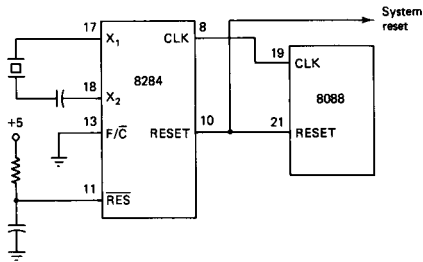 System
reset
17
X₁
CLK
8
19
CLK
18
X₂
8284
8088
+5
13
F/C̅
RESET
10
21
RESET
11
R̅E̅S̅